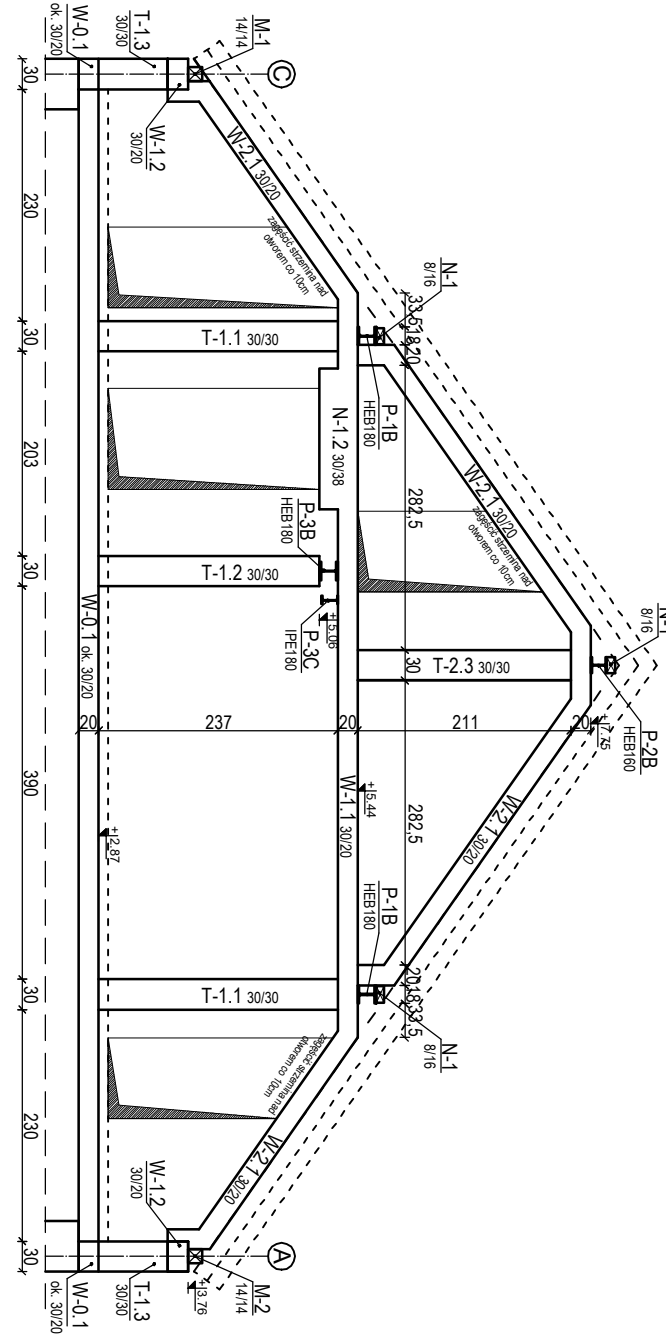 C
A
M-1
14/14
T-1.3
30/30
W-0.1
ok. 30/20
W-1.2
30/20
W-2.1 30/20
zagęścić strzemina nad
otworem co 10cm
N-1
8/16
33,5
18
20
P-1B
HEB180
T-1.1 30/30
N-1.2 30/38
P-3B
HEB180
T-1.2 30/30
P-3C
IPE180
+5.06
W-2.1 30/20
zagęścić strzemina nad
otworem co 10cm
282,5
N-1
8/16
P-2B
HEB160
+7.75
30
T-2.3 30/30
W-0.1 ok. 30/20
20
237
20
211
20
W-1.1 30/20
+5.44
+2.87
282,5
W-2.1 30/20
P-1B
HEB180
20
18
33,5
N-1
8/16
T-1.1 30/30
zagęścić strzemina nad
otworem co 10cm
W-2.1 30/20
W-1.2
30/20
M-2
14/14
+3.76
T-1.3
30/30
W-0.1
ok. 30/20
30
230
30
203
30
390
30
230
30